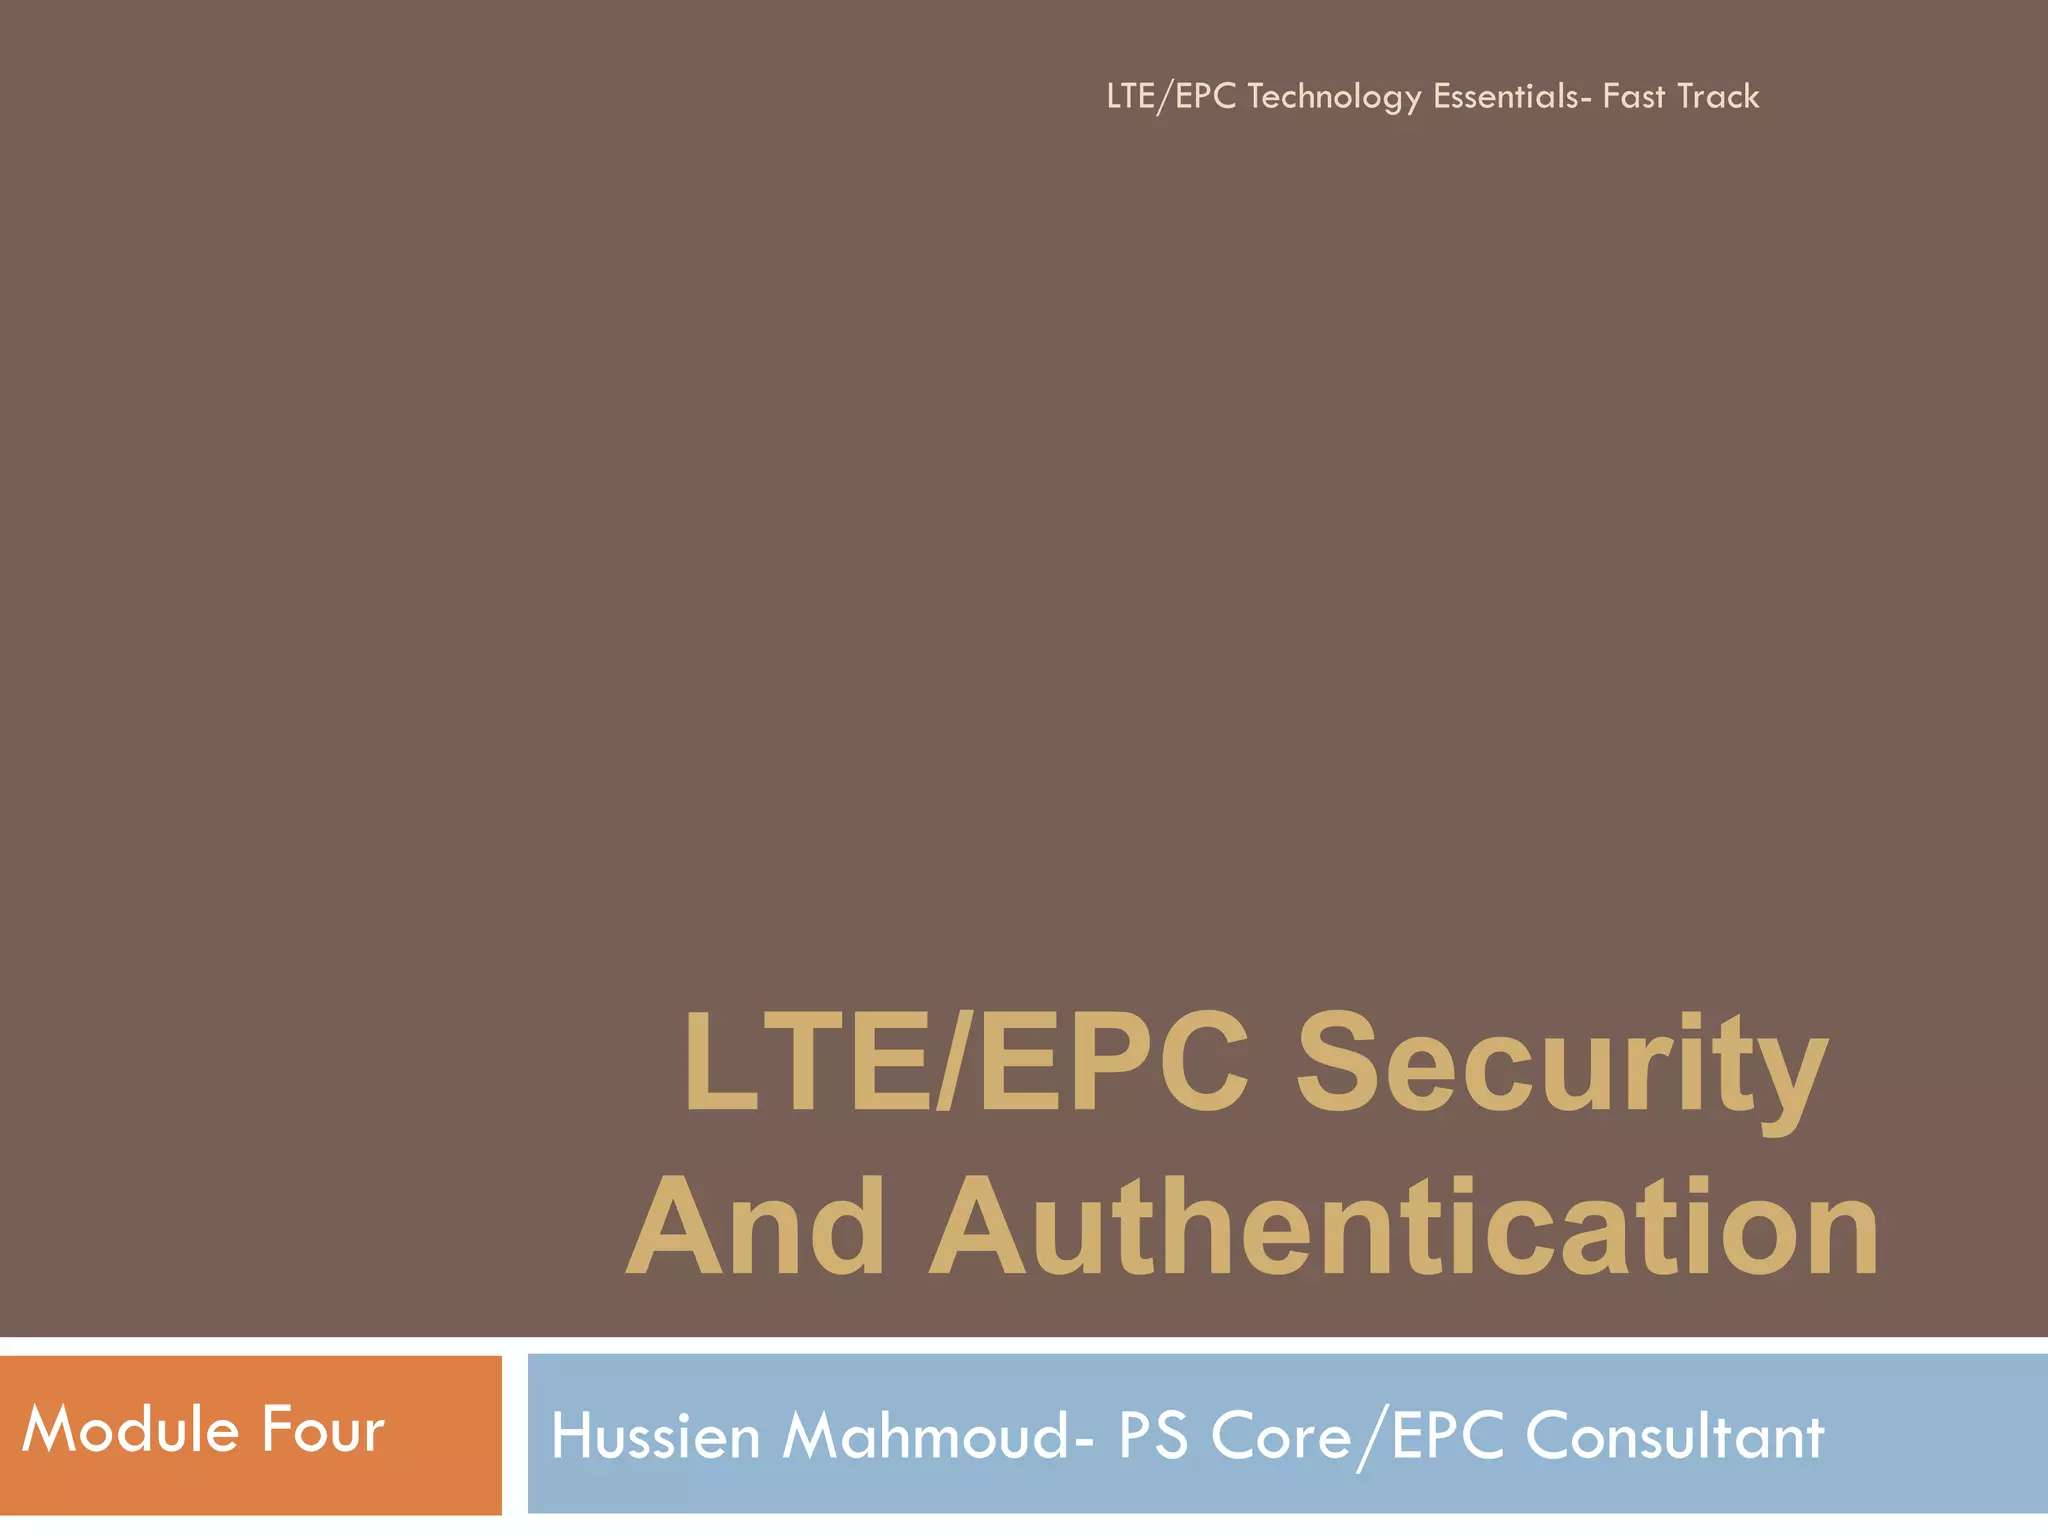 LTE/EPC Technology Essentials- Fast Track
LTE/EPC Security
And Authentication
Module Four
Hussien Mahmoud- PS Core/EPC Consultant